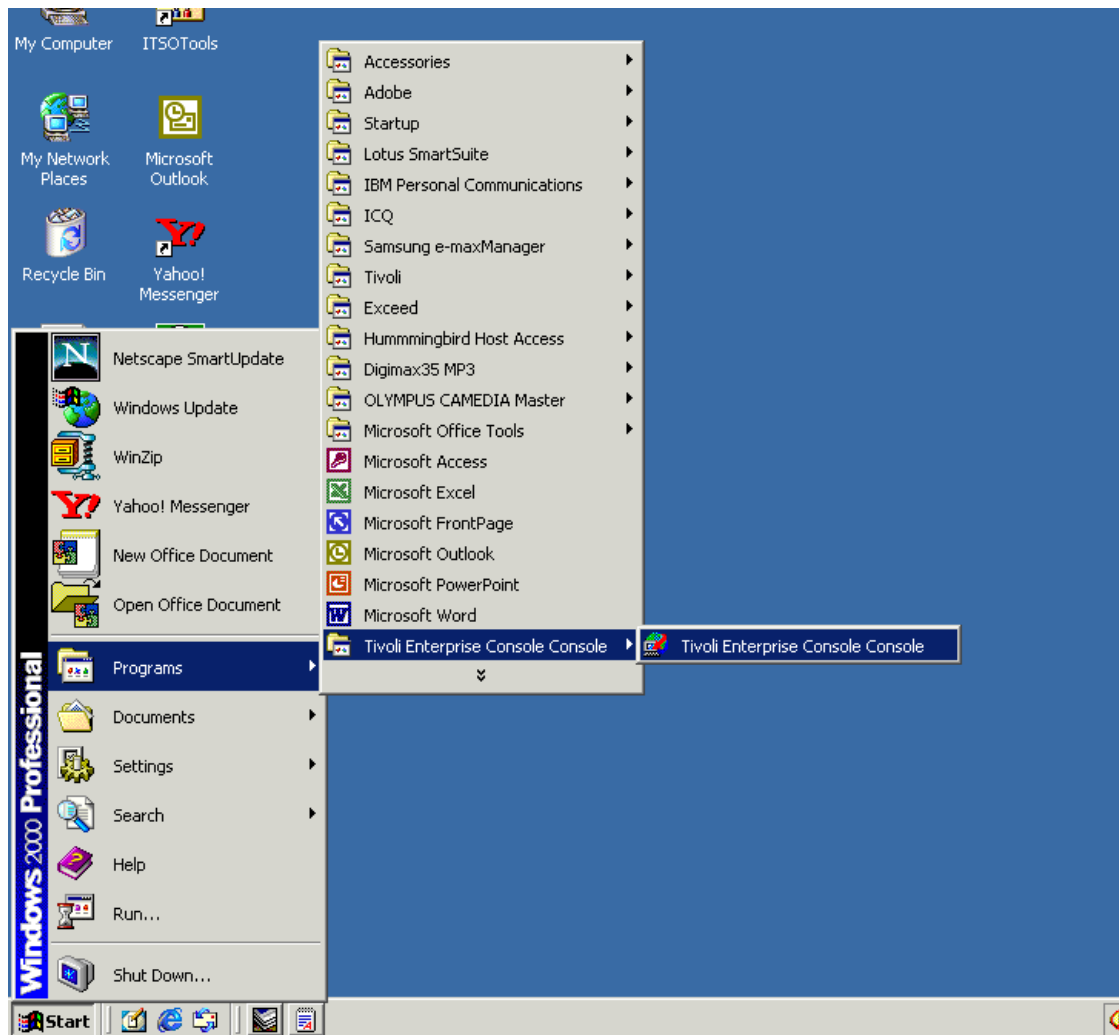 My Computer
ITSOTools
My Network
Places
Microsoft
Outlook
Recycle Bin
Yahoo!
Messenger
Accessories
Adobe
Startup
Lotus SmartSuite
IBM Personal Communications
ICQ
Samsung e-maxManager
Tivoli
Exceed
Hummmingbird Host Access
Digimax35 MP3
OLYMPUS CAMEDIA Master
Microsoft Office Tools
Microsoft Access
Microsoft Excel
Microsoft FrontPage
Microsoft Outlook
Microsoft PowerPoint
Microsoft Word
Tivoli Enterprise Console Console
Tivoli Enterprise Console Console
Netscape SmartUpdate
Windows Update
WinZip
Yahoo! Messenger
New Office Document
Open Office Document
Programs
Documents
Settings
Search
Help
Run...
Shut Down...
Windows 2000 Professional
Start